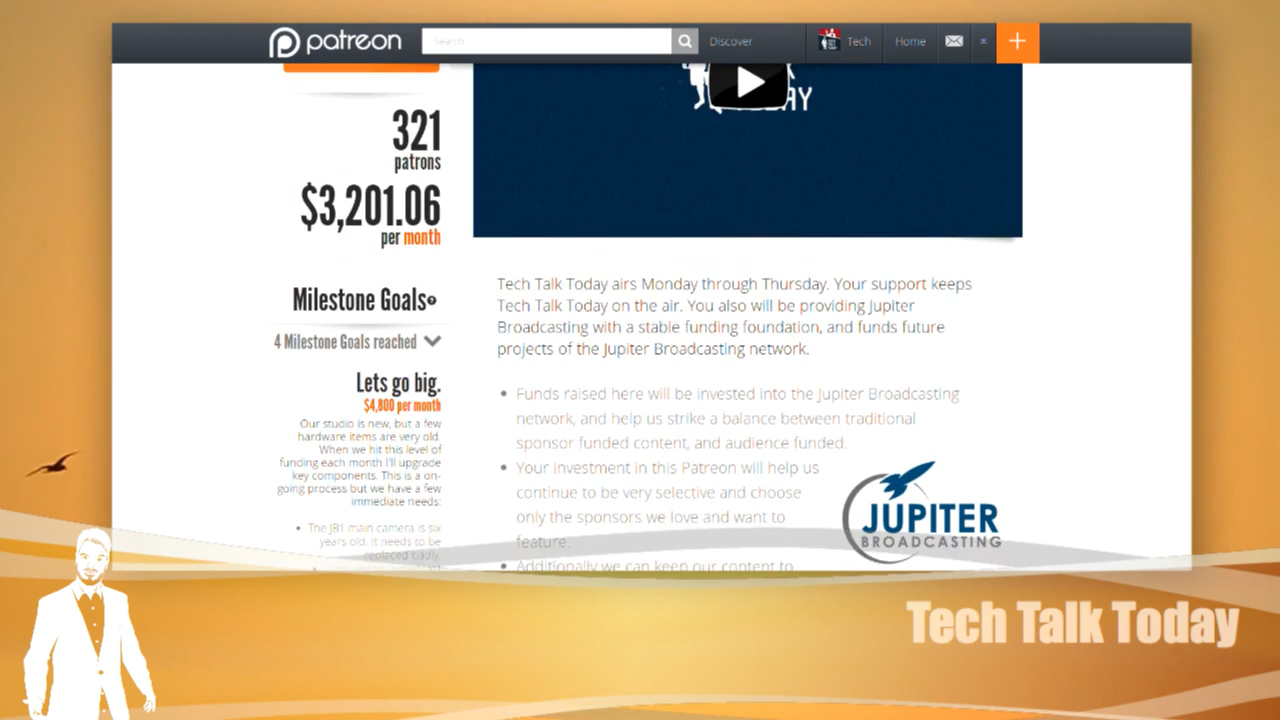 patreon
Search
Discover
Tech
Home
AY
321
patrons
$3,201.06
per month
Milestone Goals
4 Milestone Goals reached
Lets go big.
$4,800 per month
Our studio is new, but a few
hardware items are very old.
When we hit this level of
funding each month I'll upgrade
key components. This is a on-
going process but we have a few
immediate needs:
• The JB1 main camera is six
years old. It needs to be
replaced badly.
Tech Talk Today airs Monday through Thursday. Your support keeps
Tech Talk Today on the air. You also will be providing Jupiter
Broadcasting with a stable funding foundation, and funds future
projects of the Jupiter Broadcasting network.
• Funds raised here will be invested into the Jupiter Broadcasting
network, and help us strike a balance between traditional
sponsor funded content, and audience funded.
• Your investment in this Patreon will help us
continue to be very selective and choose
only the sponsors we love and want to
feature.
• Additionally we can keep our content to
JUPITER
BROADCASTING
Tech Talk Today